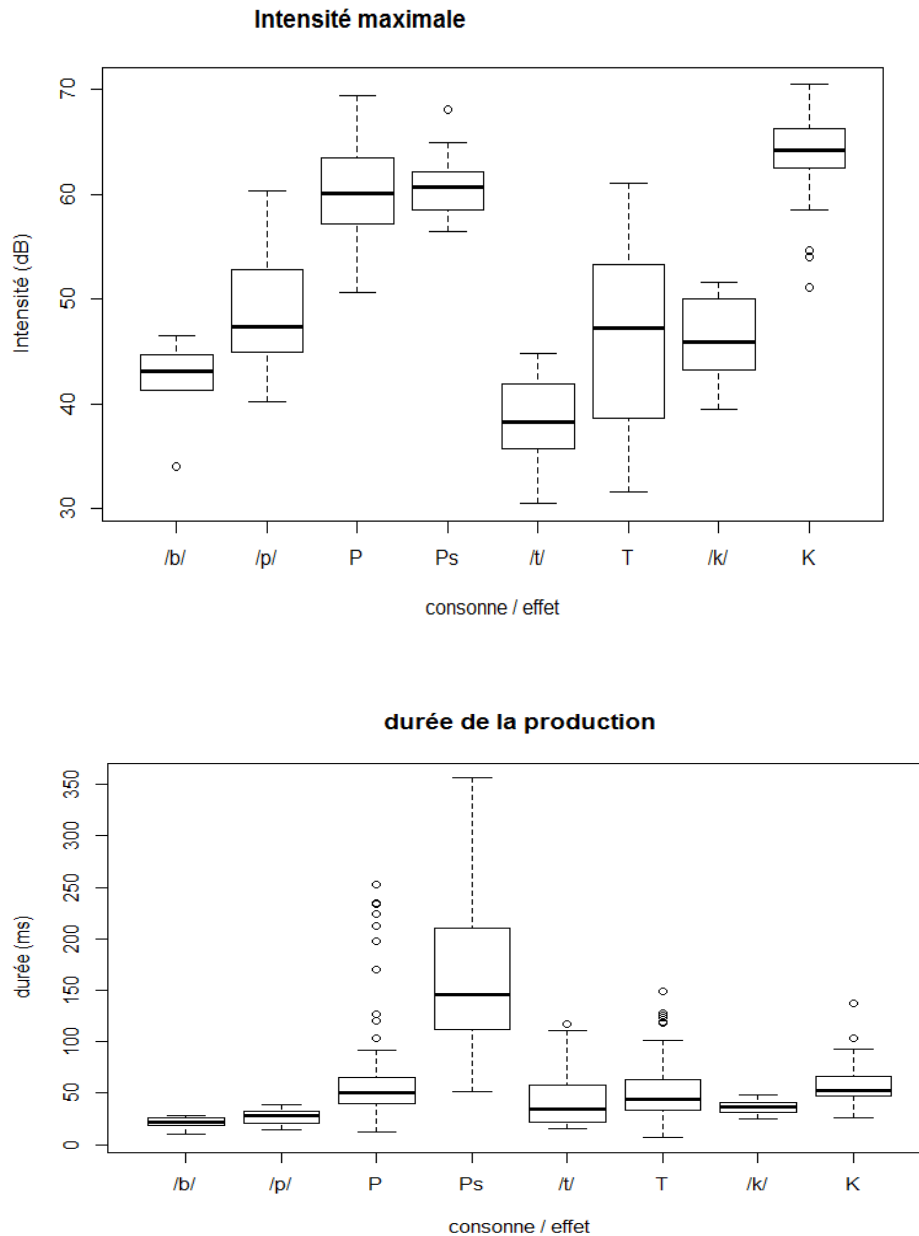 Intensité maximale
70
60
50
40
30
Intensité (dB)
/b/ /p/ P Ps /t/ T /k/ K
consonne / effet
durée de la production
350
300
250
200
150
100
50
0
durée (ms)
/b/ /p/ P Ps /t/ T /k/ K
consonne / effet